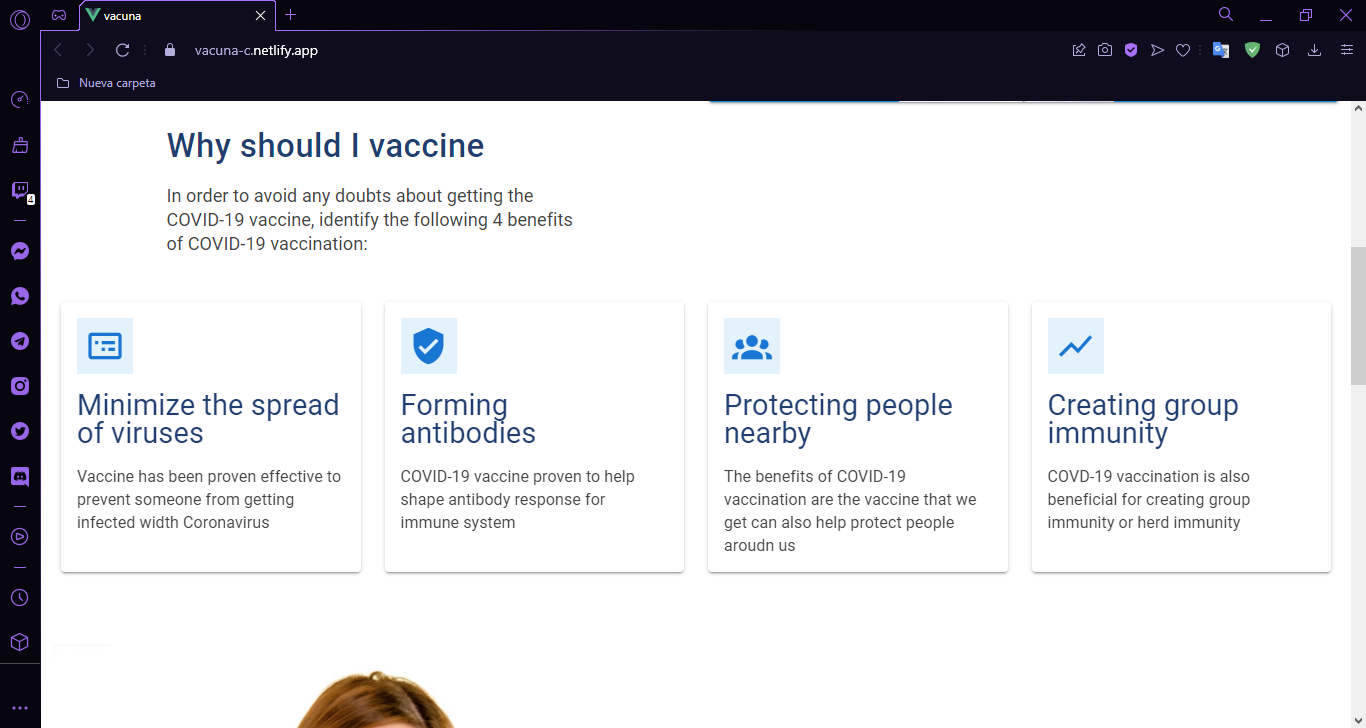 vacuna
vacuna-c.netlify.app
Nueva carpeta
4
Why should I vaccine
In order to avoid any doubts about getting the
COVID-19 vaccine, identify the following 4 benefits
of COVID-19 vaccination:
Minimize the spread
of viruses
Vaccine has been proven effective to
prevent someone from getting
infected width Coronavirus
Forming
antibodies
COVID-19 vaccine proven to help
shape antibody response for
immune system
Protecting people
nearby
The benefits of COVID-19
vaccination are the vaccine that we
get can also help protect people
aroudn us
Creating group
immunity
COVD-19 vaccination is also
beneficial for creating group
immunity or herd immunity